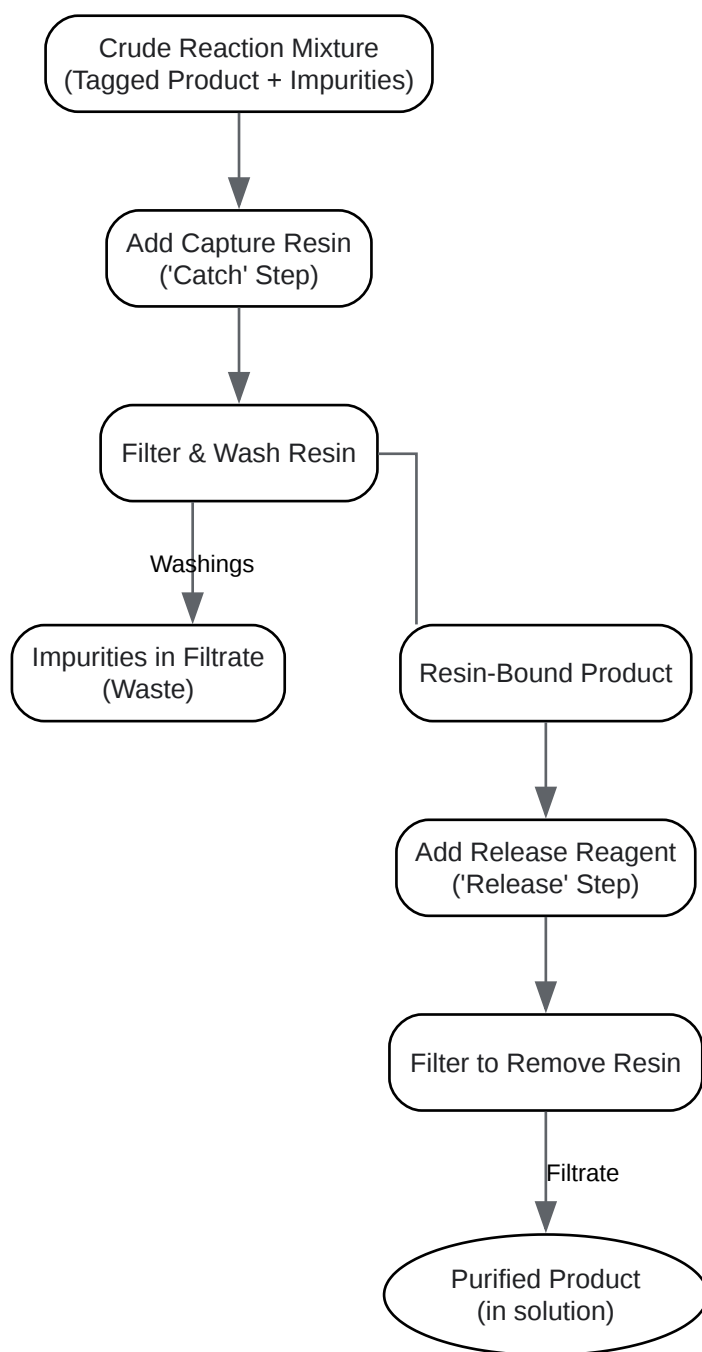 Crude Reaction Mixture
(Tagged Product + Impurities)
Add Capture Resin
('Catch' Step)
Filter & Wash Resin
Washings
Impurities in Filtrate
(Waste)
Resin-Bound Product
Add Release Reagent
('Release' Step)
Filter to Remove Resin
Filtrate
Purified Product
(in solution)